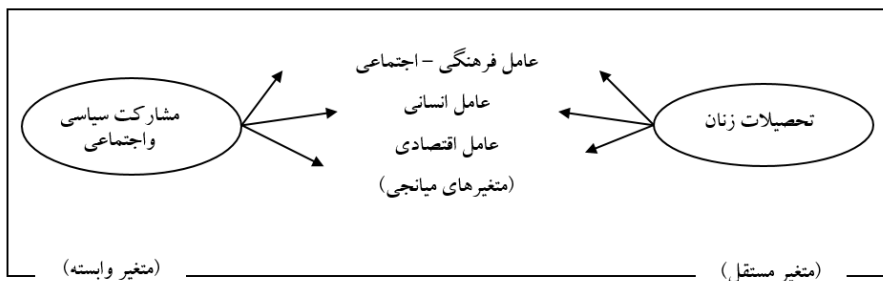 تحصیلات زنان
عامل فرهنگی – اجتماعی
عامل انسانی
عامل اقتصادی
(متغیرهای میانجی)
مشارکت سیاسی
واجتماعی
(متغیر مستقل)
(متغیر وابسته)